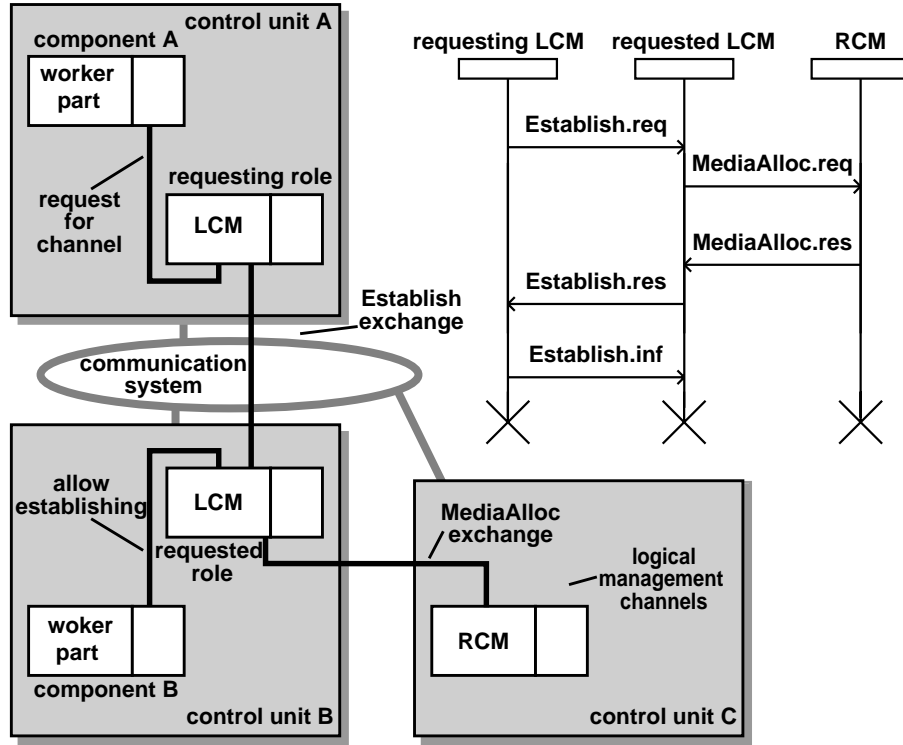 control unit A
component A
worker
part
requesting role
request
for
channel
LCM
Establish
exchange
communication
system
allow
establishing
LCM
requested
role
woker
part
component B
control unit B
MediaAlloc
exchange
logical
management
channels
RCM
control unit C
requesting LCM
requested LCM
RCM
Establish.req
MediaAlloc.req
MediaAlloc.res
Establish.res
Establish.inf